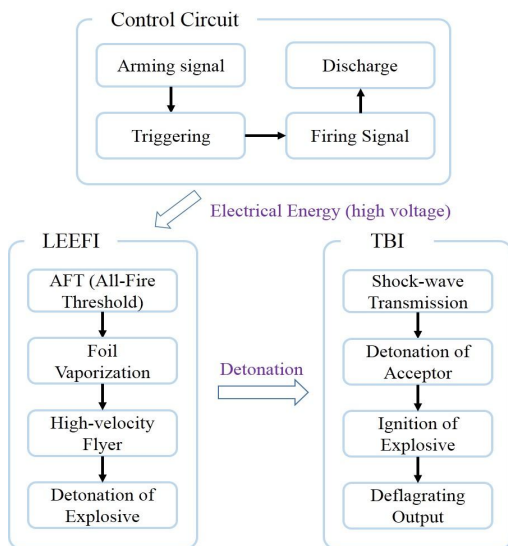 Control Circuit
Arming signal
Discharge
Triggering
Firing Signal
Electrical Energy (high voltage)
LEEFI
AFT (All-Fire
Threshold)
Foil
Vaporization
High-velocity
Flyer
Detonation of
Explosive
Detonation
TBI
Shock-wave
Transmission
Detonation of
Acceptor
Ignition of
Explosive
Deflagrating
Output